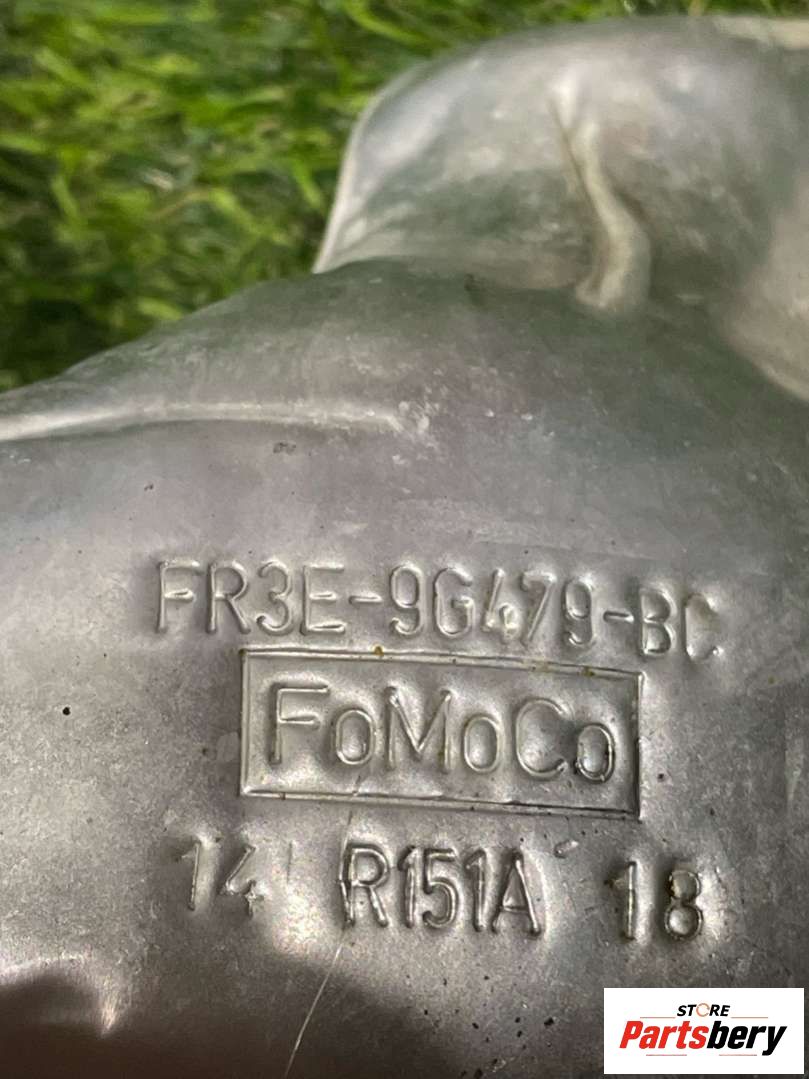 FR3E-9G479-BC
FoMoCo
14 R151A 18
STORE
Partsbery